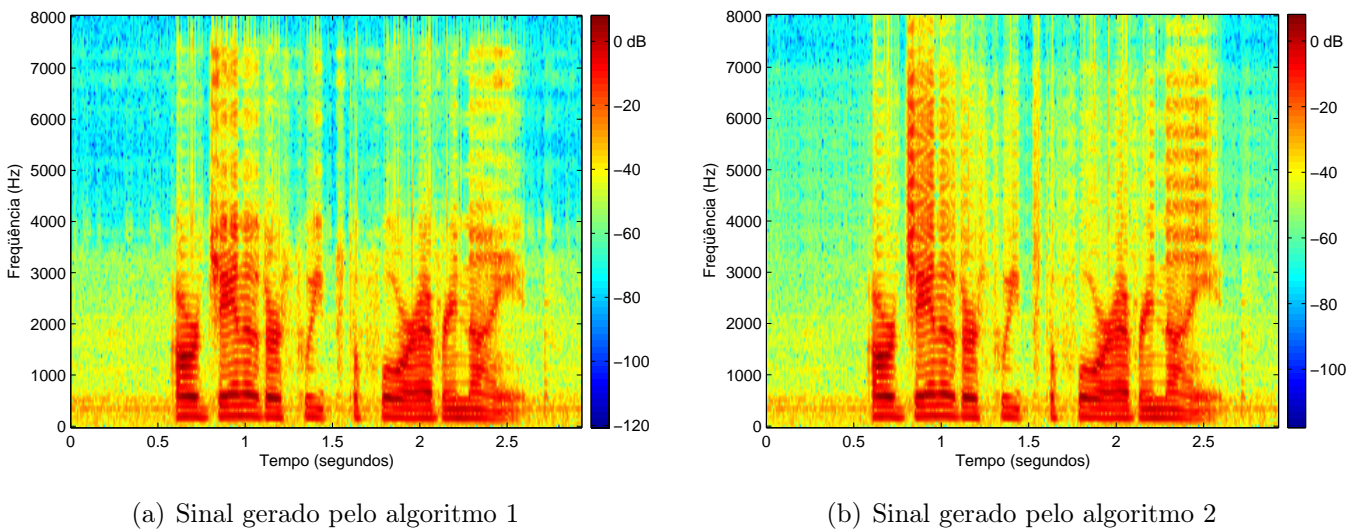 8000
7000
6000
5000
4000
3000
2000
1000
0
Freqüência (Hz)
0 0.5 1 1.5 2 2.5
Tempo (segundos)
0 dB
−20
−40
−60
−80
−100
−120
(a) Sinal gerado pelo algoritmo 1
8000
7000
6000
5000
4000
3000
2000
1000
0
Freqüência (Hz)
0 0.5 1 1.5 2 2.5
Tempo (segundos)
0 dB
−20
−40
−60
−80
−100
(b) Sinal gerado pelo algoritmo 2